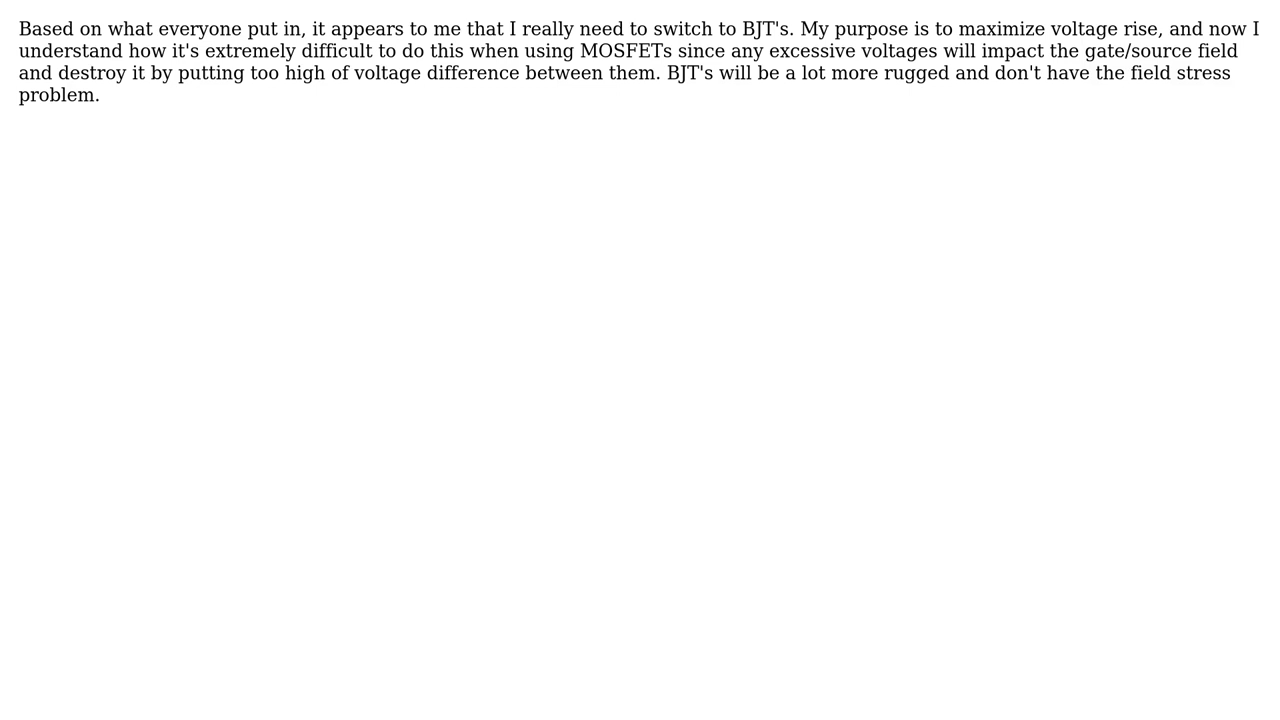 Based on what everyone put in, it appears to me that I really need to switch to BJT's. My purpose is to maximize voltage rise, and now I
understand how it's extremely difficult to do this when using MOSFETs since any excessive voltages will impact the gate/source field
and destroy it by putting too high of voltage difference between them. BJT's will be a lot more rugged and don't have the field stress
problem.